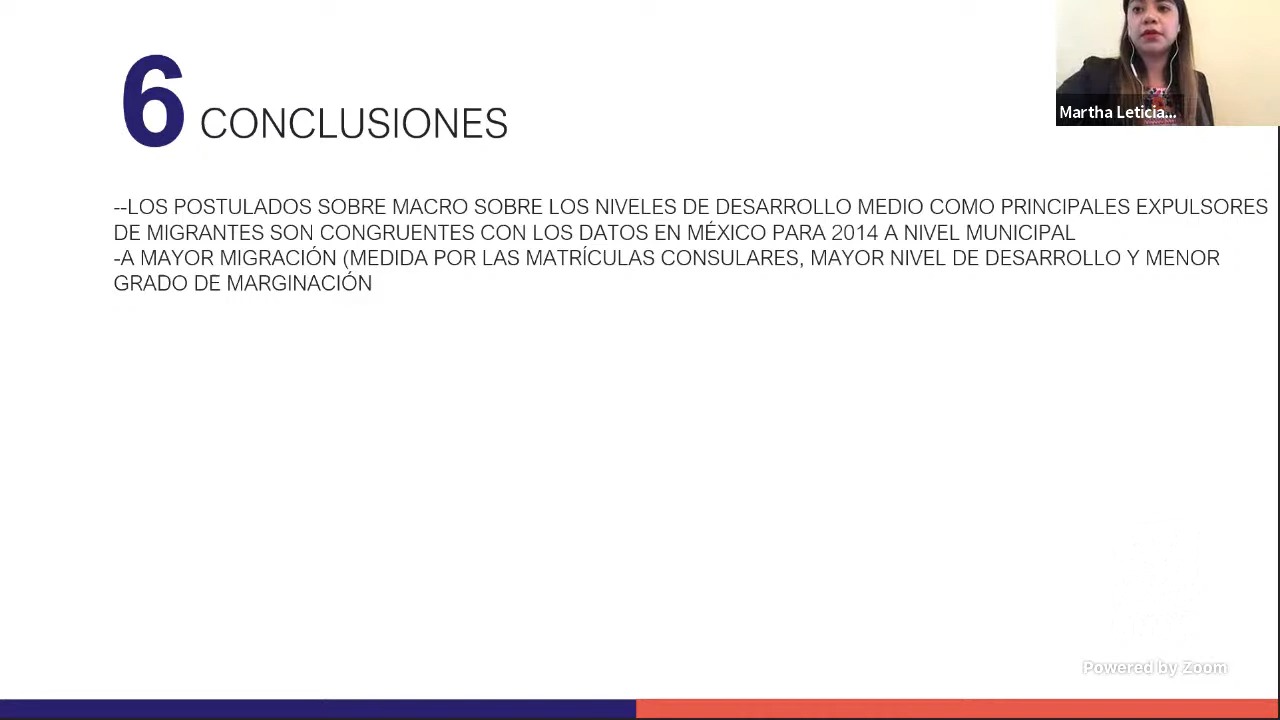 6 CONCLUSIONES
Martha Leticia...
--LOS POSTULADOS SOBRE MACRO SOBRE LOS NIVELES DE DESARROLLO MEDIO COMO PRINCIPALES EXPULSORES
DE MIGRANTES SON CONGRUENTES CON LOS DATOS EN MÉXICO PARA 2014 A NIVEL MUNICIPAL
-A MAYOR MIGRACIÓN (MEDIDA POR LAS MATRÍCULAS CONSULARES, MAYOR NIVEL DE DESARROLLO Y MENOR
GRADO DE MARGINACIÓN
Powered by Zoom